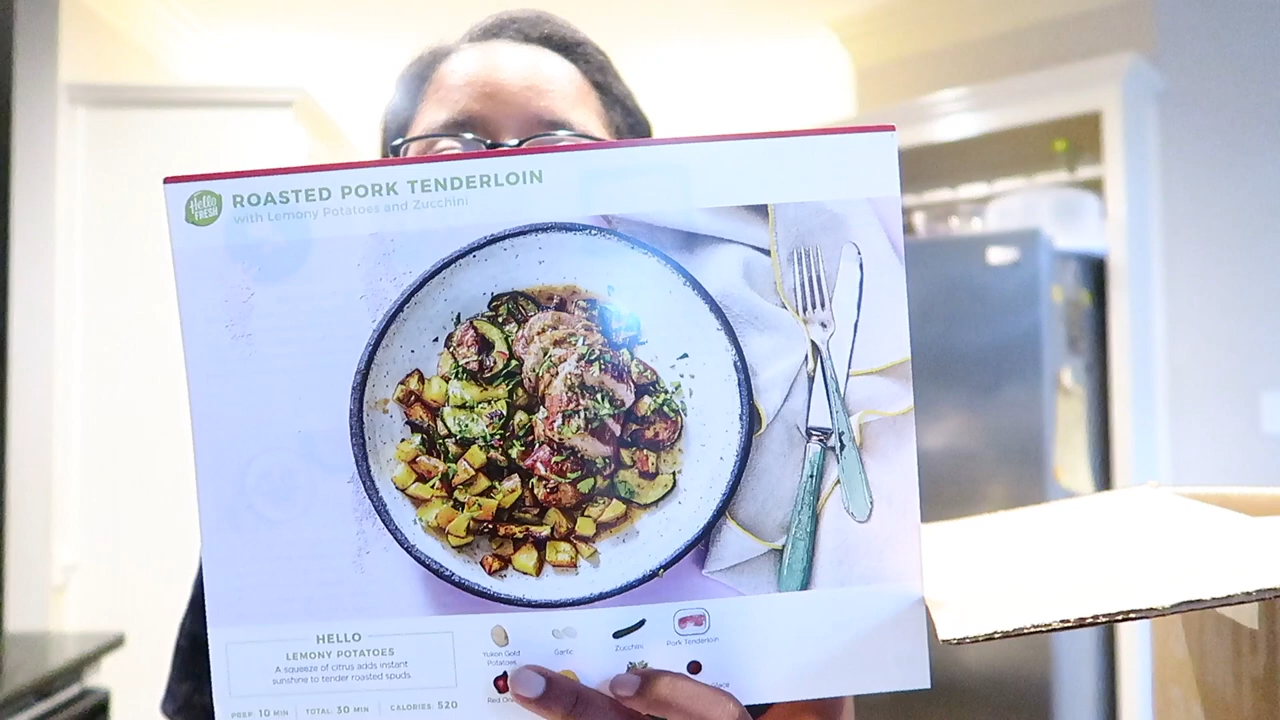 Hello
FRESH
ROASTED PORK TENDERLOIN
with Lemony Potatoes and Zucchini
HELLO
LEMONY POTATOES
A squeeze of citrus adds instant
sunshine to tender roasted spuds.
PREP: 10 MIN
TOTAL: 30 MIN
CALORIES: 520
Yukon Gold
Potatoes
Garlic
Zucchini
Pork Tenderloin
Red